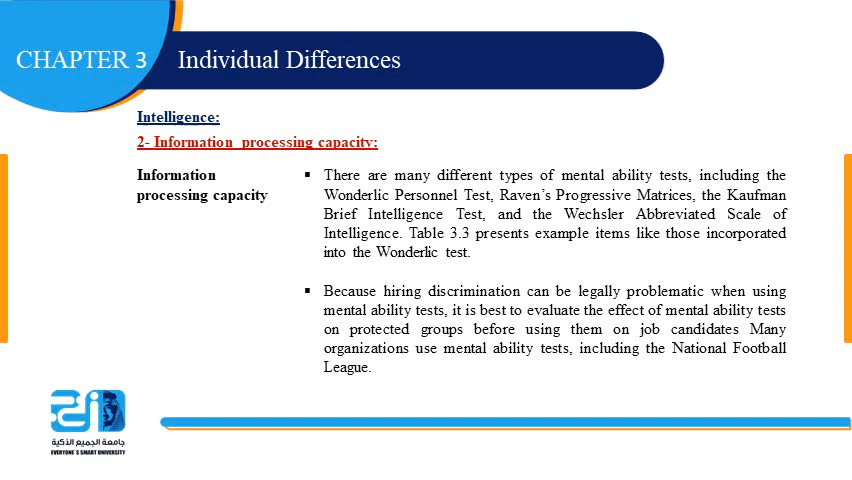 CHAPTER 3 Individual Differences
Intelligence:
2- Information processing capacity:
Information
processing capacity
▪ There are many different types of mental ability tests, including the
Wonderlic Personnel Test, Raven’s Progressive Matrices, the Kaufman
Brief Intelligence Test, and the Wechsler Abbreviated Scale of
Intelligence. Table 3.3 presents example items like those incorporated
into the Wonderlic test.
▪ Because hiring discrimination can be legally problematic when using
mental ability tests, it is best to evaluate the effect of mental ability tests
on protected groups before using them on job candidates Many
organizations use mental ability tests, including the National Football
League.
جامعة الجميع الذكية
EVERYONE`S SMART UNIVERSITY